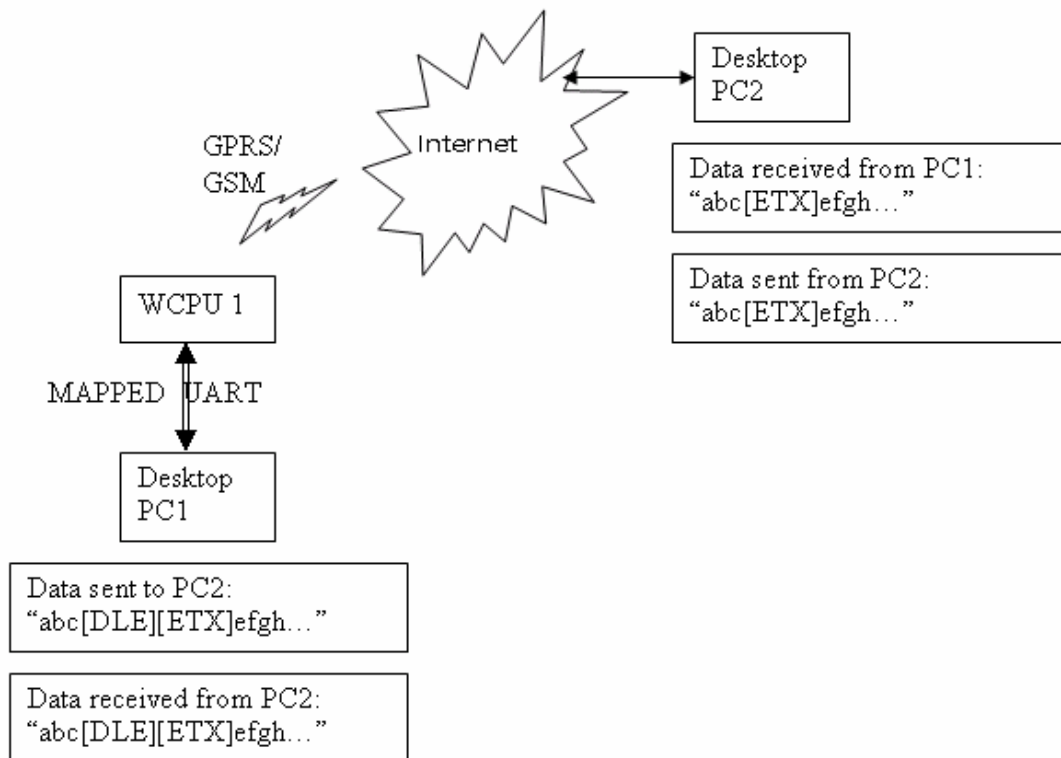 Desktop
PC2
GPRS/
GSM
Internet
Data received from PC1:
“abc[ETX]efgh…”
Data sent from PC2:
“abc[ETX]efgh…”
WCPU 1
MAPPED UART
Desktop
PC1
Data sent to PC2:
“abc[DLE][ETX]efgh…”
Data received from PC2:
“abc[DLE][ETX]efgh…”